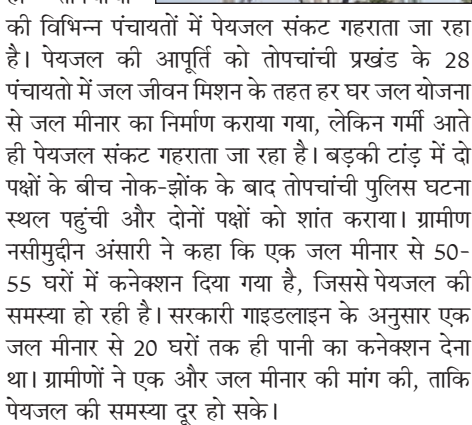 की विभिन्न पंचायतों में पेयजल संकट गहराता जा रहा
है। पेयजल की आपूर्ति को तोपचांची प्रखंड के 28
पंचायतो में जल जीवन मिशन के तहत हर घर जल योजना
से जल मीनार का निर्माण कराया गया, लेकिन गर्मी आते
ही पेयजल संकट गहराता जा रहा है। बड़की टांड़ में दो
पक्षों के बीच नोक-झोंक के बाद तोपचांची पुलिस घटना
स्थल पहुंची और दोनों पक्षों को शांत कराया। ग्रामीण
नसीमुद्दीन अंसारी ने कहा कि एक जल मीनार से 50-
55 घरों में कनेक्शन दिया गया है, जिससे पेयजल की
समस्या हो रही है। सरकारी गाइडलाइन के अनुसार एक
जल मीनार से 20 घरों तक ही पानी का कनेक्शन देना
था। ग्रामीणों ने एक और जल मीनार की मांग की, ताकि
पेयजल की समस्या दूर हो सके।